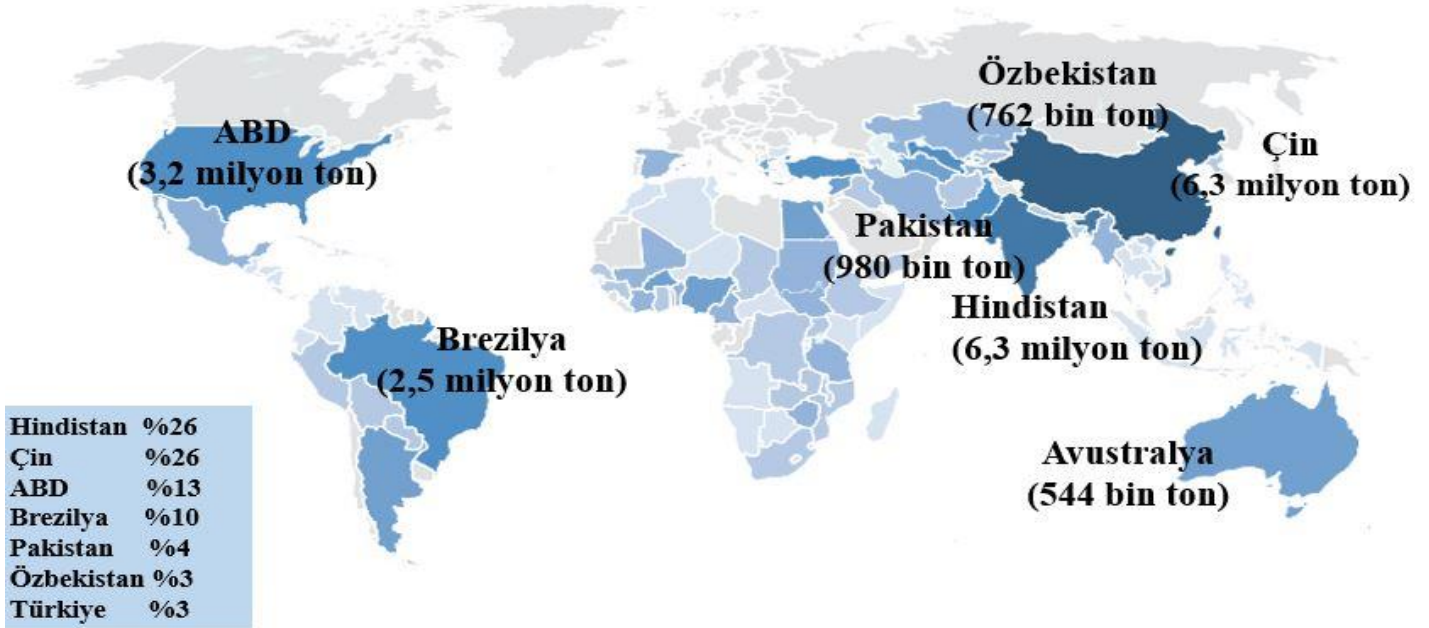 Özbekistan
(762 bin ton)
ABD
(3,2 milyon ton)
Çin
(6,3 milyon ton)
Pakistan
(980 bin ton)
Hindistan
(6,3 milyon ton)
Brezilya
(2,5 milyon ton)
Avustralya
(544 bin ton)
Hindistan %26
Çin %26
ABD %13
Brezilya %10
Pakistan %4
Özbekistan %3
Türkiye %3